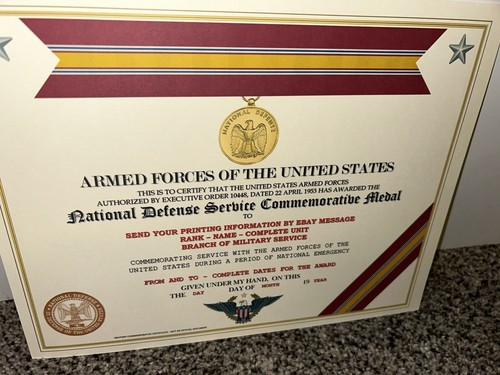 NATIONAL DEFENSE
ARMED FORCES OF THE UNITED STATES
THIS IS TO CERTIFY THAT THE UNITED STATES ARMED FORCES
AUTHORIZED BY EXECUTIVE ORDER 10448, DATED 22 APRIL 1953 HAS AWARDED THE
National Defense Service Commemorative Medal
TO
SEND YOUR PRINTING INFORMATION BY EBAY MESSAGE
RANK - NAME - COMPLETE UNIT
BRANCH OF MILITARY SERVICE
COMMEMORATING SERVICE WITH THE ARMED FORCES OF THE
UNITED STATES DURING A PERIOD OF NATIONAL EMERGENCY
FROM AND TO - COMPLETE DATES FOR THE AWARD
GIVEN UNDER MY HAND, ON THIS
THE DAY DAY OF MONTH 19 YEAR
NATIONAL DEFENSE